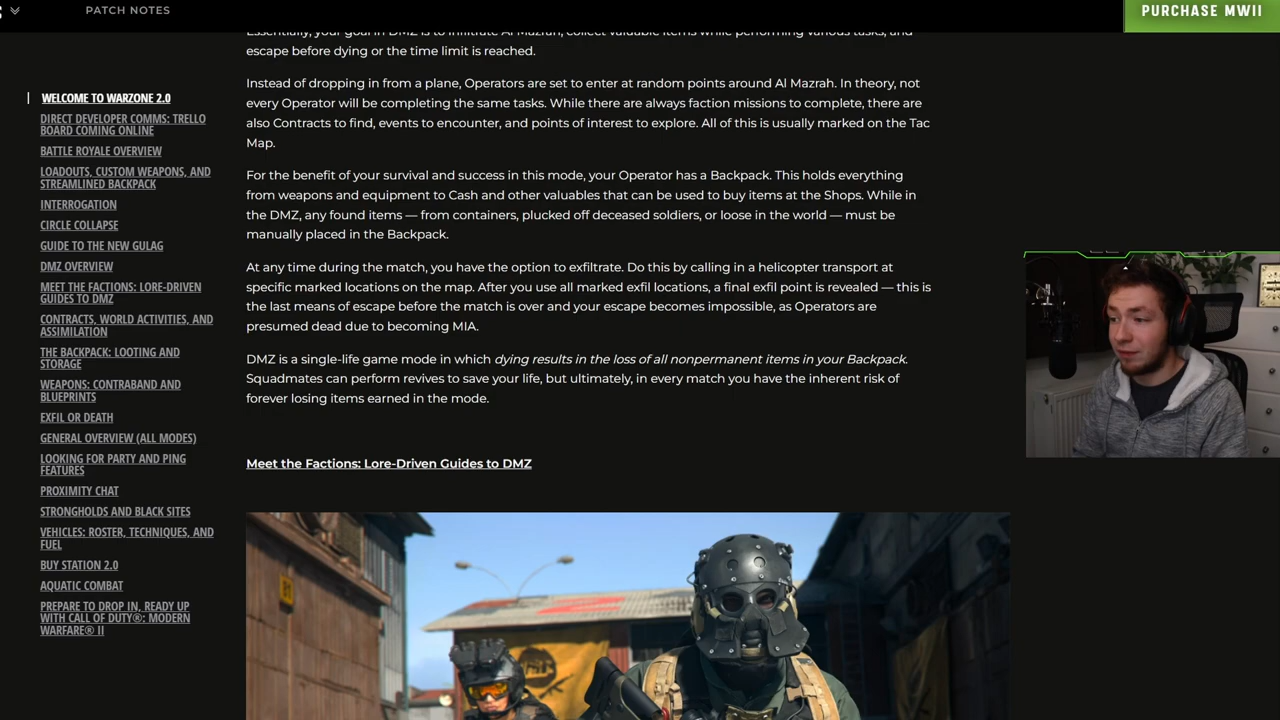 PATCH NOTES
PURCHASE MWII
WELCOME TO WARZONE 2.0
DIRECT DEVELOPER COMMS: TRELLO
BOARD COMING ONLINE
BATTLE ROYALE OVERVIEW
LOADOUTS, CUSTOM WEAPONS, AND
STREAMLINED BACKPACK
INTERROGATION
CIRCLE COLLAPSE
GUIDE TO THE NEW GULAG
DMZ OVERVIEW
MEET THE FACTIONS: LORE-DRIVEN
GUIDES TO DMZ
CONTRACTS, WORLD ACTIVITIES, AND
ASSIMILATION
THE BACKPACK: LOOTING AND
STORAGE
WEAPONS: CONTRABAND AND
BLUEPRINTS
EXFIL OR DEATH
GENERAL OVERVIEW (ALL MODES)
LOOKING FOR PARTY AND PING
FEATURES
PROXIMITY CHAT
STRONGHOLDS AND BLACK SITES
VEHICLES: ROSTER, TECHNIQUES, AND
FUEL
BUY STATION 2.0
AQUATIC COMBAT
PREPARE TO DROP IN, READY UP
WITH CALL OF DUTY®: MODERN
WARFARE® II
Essentially, your goal in DMZ is to infiltrate Al Mazrah, collect valuable items while performing various tasks, and
escape before dying or the time limit is reached.
Instead of dropping in from a plane, Operators are set to enter at random points around Al Mazrah. In theory, not
every Operator will be completing the same tasks. While there are always faction missions to complete, there are
also Contracts to find, events to encounter, and points of interest to explore. All of this is usually marked on the Tac
Map.
For the benefit of your survival and success in this mode, your Operator has a Backpack. This holds everything
from weapons and equipment to Cash and other valuables that can be used to buy items at the Shops. While in
the DMZ, any found items — from containers, plucked off deceased soldiers, or loose in the world — must be
manually placed in the Backpack.
At any time during the match, you have the option to exfiltrate. Do this by calling in a helicopter transport at
specific marked locations on the map. After you use all marked exfil locations, a final exfil point is revealed — this is
the last means of escape before the match is over and your escape becomes impossible, as Operators are
presumed dead due to becoming MIA.
DMZ is a single-life game mode in which dying results in the loss of all nonpermanent items in your Backpack.
Squadmates can perform revives to save your life, but ultimately, in every match you have the inherent risk of
forever losing items earned in the mode.
Meet the Factions: Lore-Driven Guides to DMZ